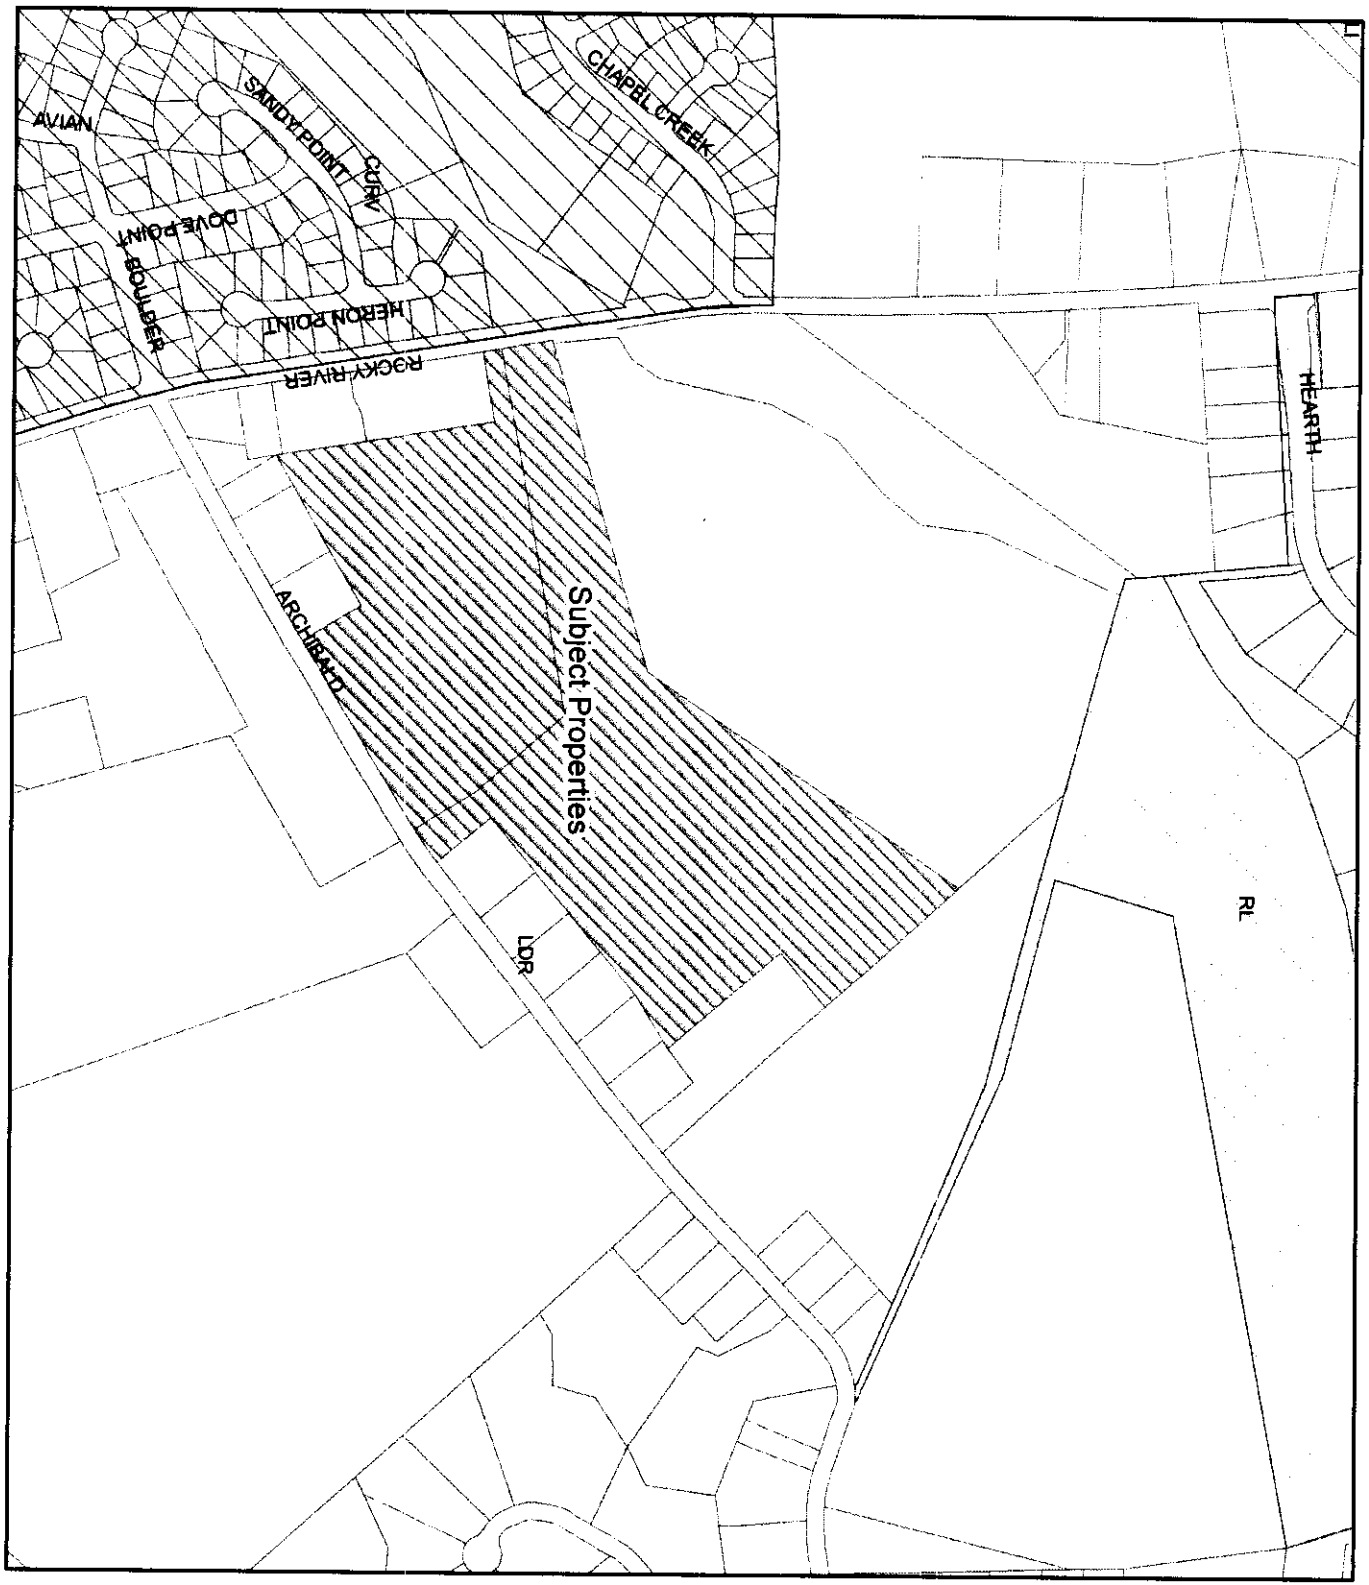 LI
CHAPEL CREEK
SANDY POINT
AVIAN
CURV
DOVE POINT
BOULDER
HERON POINT
ROCKY RIVER
HEARTH
Subject Properties
ARCHIBALD
RL
LDR